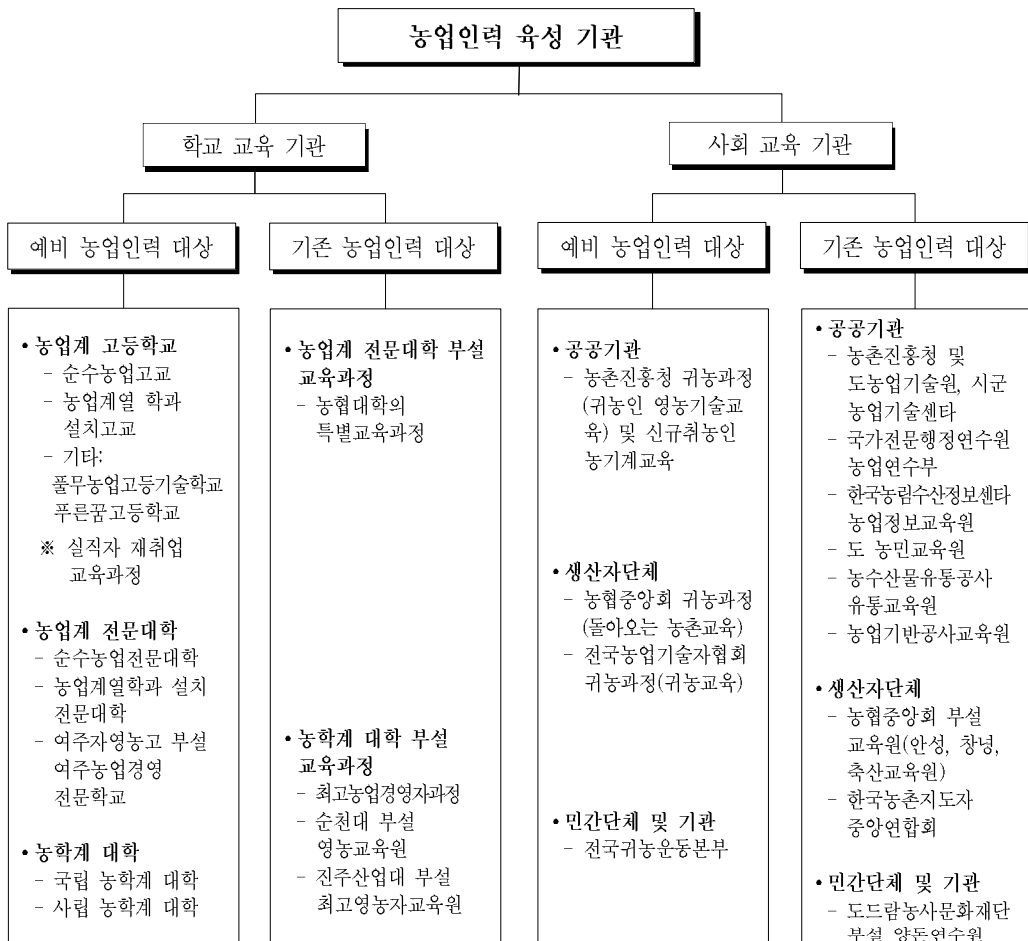 농업인력 육성 기관
학교 교육 기관
사회 교육 기관
예비 농업인력 대상
기존 농업인력 대상
예비 농업인력 대상
기존 농업인력 대상
• 농업계 고등학교
- 순수농업고교
- 농업계열 학과
설치고교
- 기타:
풀무농업고등기술학교
푸른꿈고등학교
※ 실직자 재취업
교육과정
• 농업계 전문대학
- 순수농업전문대학
- 농업계열학과 설치
전문대학
- 여주자영농고 부설
여주농업경영
전문학교
• 농학계 대학
- 국립 농학계 대학
- 사립 농학계 대학
• 농업계 전문대학 부설
교육과정
- 농협대학의
특별교육과정
• 농학계 대학 부설
교육과정
- 최고농업경영자과정
- 순천대 부설
영농교육원
- 진주산업대 부설
최고영농자교육원
• 공공기관
- 농촌진흥청 귀농과정
(귀농인 영농기술교
육) 및 신규취농인
농기계교육
• 생산자단체
- 농협중앙회 귀농과정
(돌아오는 농촌교육)
- 전국농업기술자협회
귀농과정(귀농교육)
• 민간단체 및 기관
- 전국귀농운동본부
• 공공기관
- 농촌진흥청 및
도농업기술원, 시군
농업기술센타
- 국가전문행정연수원
농업연수부
- 한국농림수산정보센타
농업정보교육원
- 도 농민교육원
- 농수산물유통공사
유통교육원
- 농업기반공사교육원
• 생산자단체
- 농협중앙회 부설
교육원(안성, 창녕,
축산교육원)
- 한국농촌지도자
중앙연합회
• 민간단체 및 기관
- 도드람농사문화재단
부설 양돈연수원